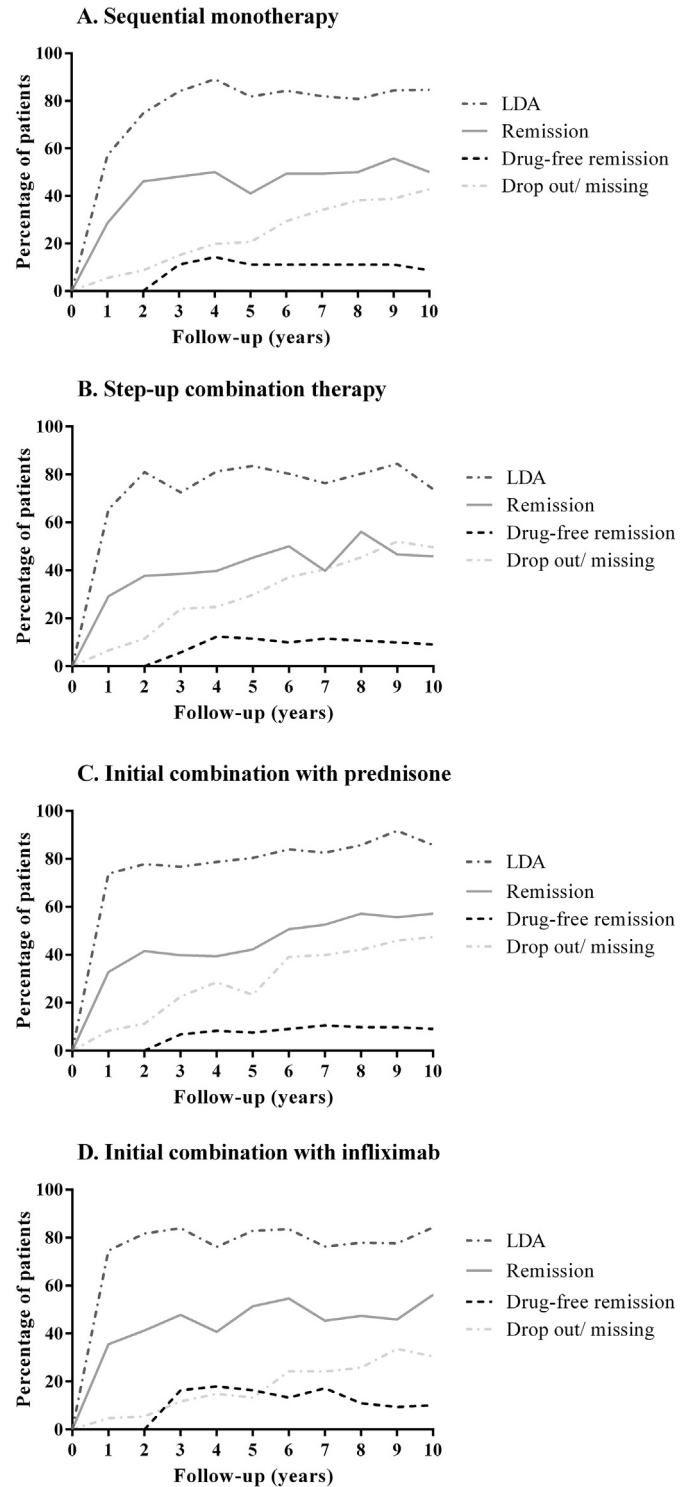 A. Sequential monotherapy
Percentage of patients
100
80
60
40
20
0
0 1 2 3 4 5 6 7 8 9 10
Follow-up (years)
LDA
Remission
Drug-free remission
Drop out/ missing
B. Step-up combination therapy
Percentage of patients
100
80
60
40
20
0
0 1 2 3 4 5 6 7 8 9 10
Follow-up (years)
LDA
Remission
Drug-free remission
Drop out/ missing
C. Initial combination with prednisone
Percentage of patients
100
80
60
40
20
0
0 1 2 3 4 5 6 7 8 9 10
Follow-up (years)
LDA
Remission
Drug-free remission
Drop out/ missing
D. Initial combination with infliximab
Percentage of patients
100
80
60
40
20
0
0 1 2 3 4 5 6 7 8 9 10
Follow-up (years)
LDA
Remission
Drug-free remission
Drop out/ missing